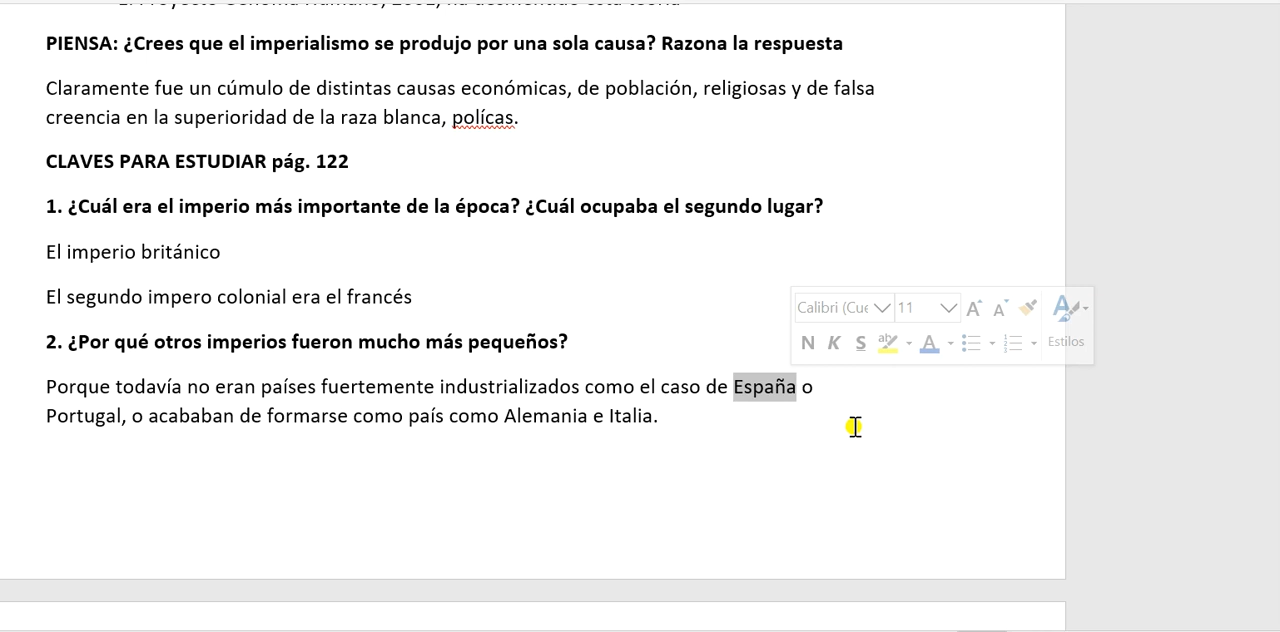 PIENSA: ¿Crees que el imperialismo se produjo por una sola causa? Razona la respuesta
Claramente fue un cúmulo de distintas causas económicas, de población, religiosas y de falsa
creencia en la superioridad de la raza blanca, polícas.
CLAVES PARA ESTUDIAR pág. 122
1. ¿Cuál era el imperio más importante de la época? ¿Cuál ocupaba el segundo lugar?
El imperio británico
El segundo impero colonial era el francés
Calibri (Cue 11
N K S Estilos
2. ¿Por qué otros imperios fueron mucho más pequeños?
Porque todavía no eran países fuertemente industrializados como el caso de España o
Portugal, o acababan de formarse como país como Alemania e Italia.